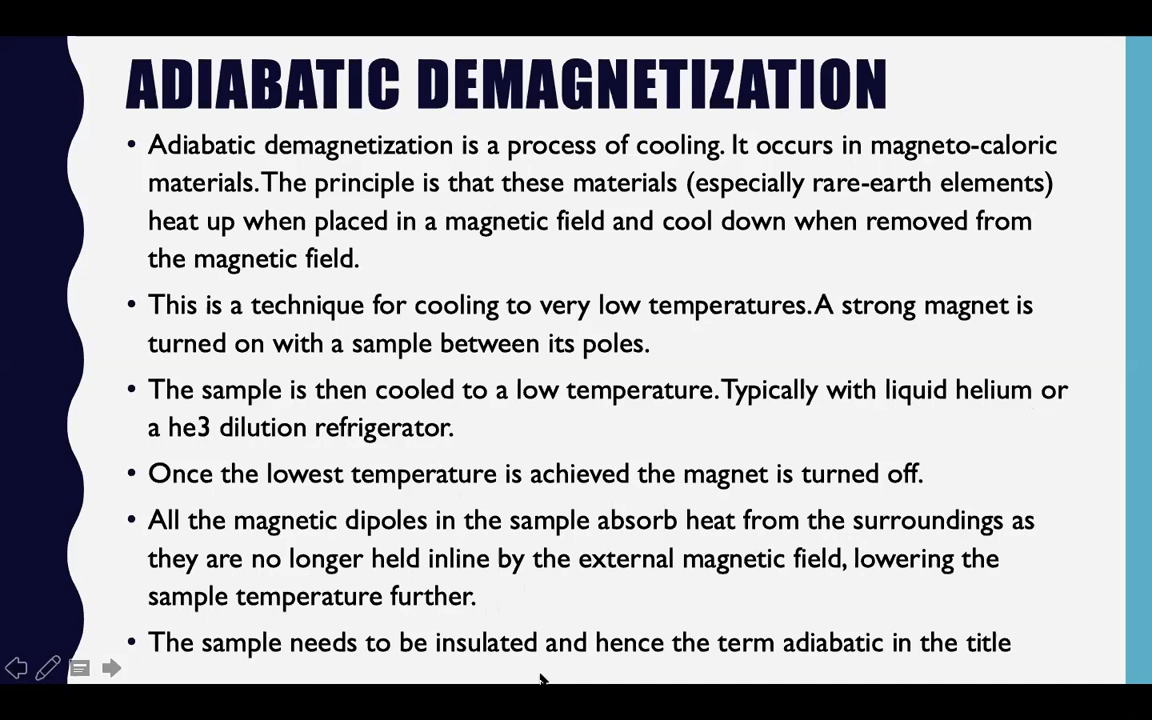 ADIABATIC DEMAGNETIZATION
• Adiabatic demagnetization is a process of cooling. It occurs in magneto-caloric
materials. The principle is that these materials (especially rare-earth elements)
heat up when placed in a magnetic field and cool down when removed from
the magnetic field.
• This is a technique for cooling to very low temperatures. A strong magnet is
turned on with a sample between its poles.
• The sample is then cooled to a low temperature. Typically with liquid helium or
a he3 dilution refrigerator.
• Once the lowest temperature is achieved the magnet is turned off.
• All the magnetic dipoles in the sample absorb heat from the surroundings as
they are no longer held inline by the external magnetic field, lowering the
sample temperature further.
• The sample needs to be insulated and hence the term adiabatic in the title